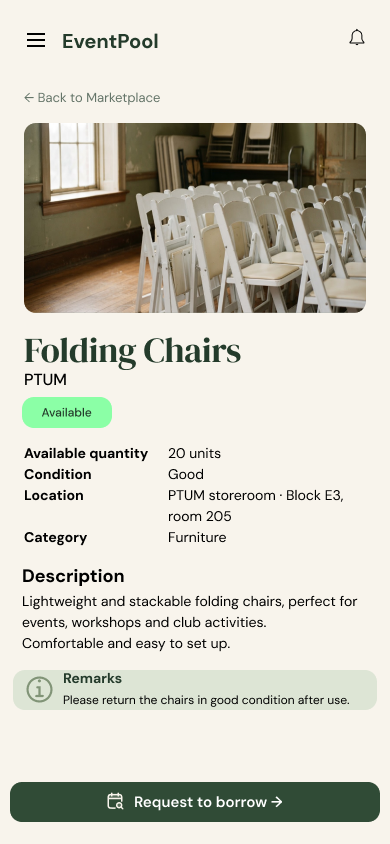 EventPool
← Back to Marketplace
Folding Chairs
PTUM
Available
Available quantity 20 units
Condition Good
Location PTUM storeroom · Block E3,
room 205
Category Furniture
Description
Lightweight and stackable folding chairs, perfect for
events, workshops and club activities.
Comfortable and easy to set up.
Remarks
Please return the chairs in good condition after use.
Request to borrow →